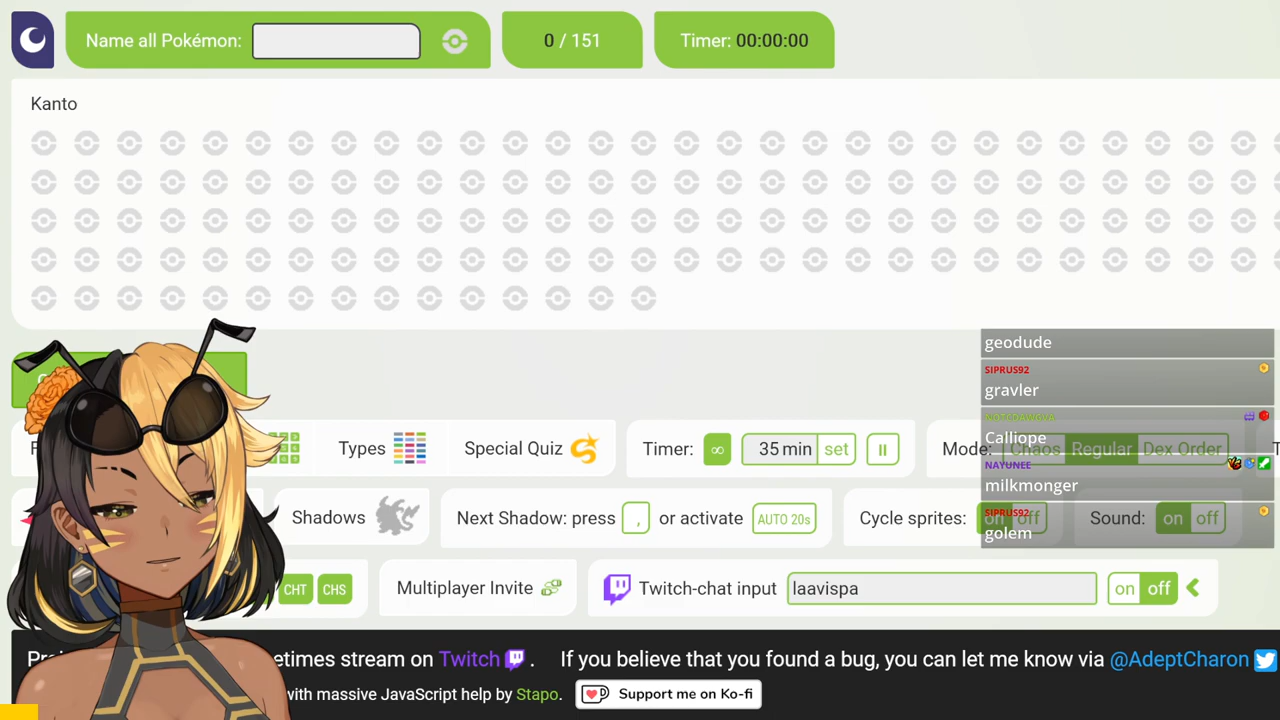 Name all Pokémon:
0 / 151
Timer: 00:00:00
Kanto
geodude
SIPRUS92
gravler
Calliope
NAYUNEE
milkmonger
SIPRUS92
golem
Types
Special Quiz
Timer: ∞ 35 min set
Mode: Chaos Regular Dex Order
Shadows
Next Shadow: press , or activate AUTO 20s
Cycle sprites: on off
Sound: on off
CHT CHS
Multiplayer Invite
Twitch-chat input laavispa on off
etimes stream on Twitch . If you believe that you found a bug, you can let me know via @AdeptCharon
with massive JavaScript help by Stapo. Support me on Ko-fi